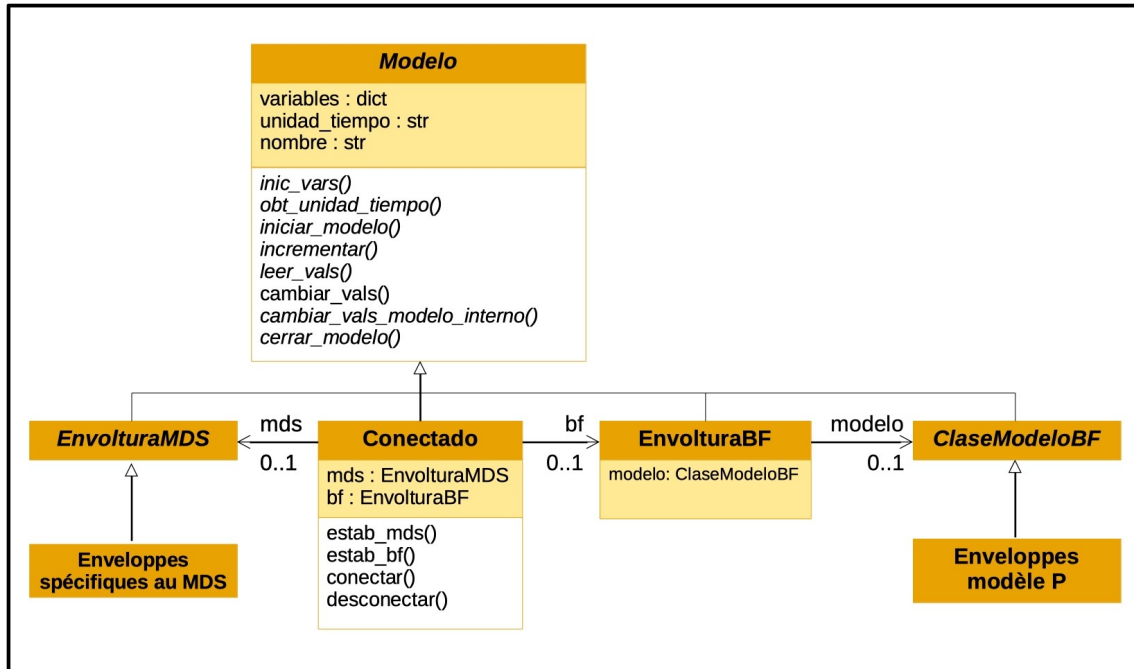 Modelo
variables : dict
unidad_tiempo : str
nombre : str
inic_vars()
obt_unidad_tiempo()
iniciar_modelo()
incrementar()
leer_vals()
cambiar_vals()
cambiar_vals_modelo_interno()
cerrar_modelo()
EnvolturaMDS
mds
0..1
Conectado
mds : EnvolturaMDS
bf : EnvolturaBF
estab_mds()
estab_bf()
conectar()
desconectar()
bf
0..1
EnvolturaBF
modelo: ClaseModeloBF
modelo
0..1
ClaseModeloBF
Enveloppes
spécifiques au MDS
Enveloppes
modèle P